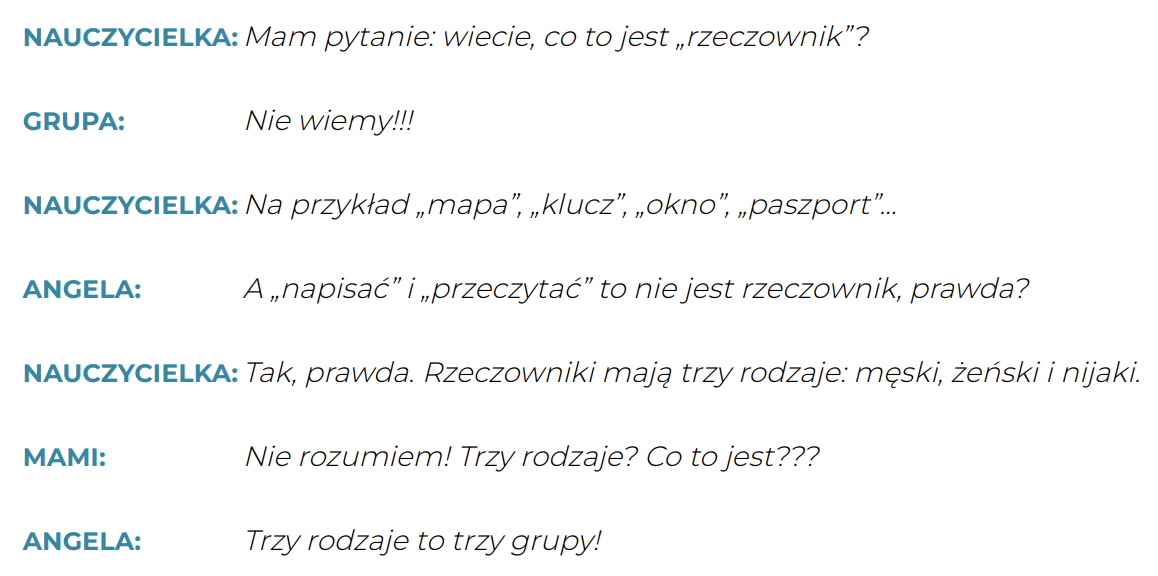 NAUCZYCIELKA: Mam pytanie: wiecie, co to jest „rzeczownik”?
GRUPA: Nie wiemy!!!
NAUCZYCIELKA: Na przykład „mapa”, „klucz”, „okno”, „paszport”...
ANGELA: A „napisać” i „przeczytać” to nie jest rzeczownik, prawda?
NAUCZYCIELKA: Tak, prawda. Rzeczowniki mają trzy rodzaje: męski, żeński i nijaki.
MAMI: Nie rozumiem! Trzy rodzaje? Co to jest???
ANGELA: Trzy rodzaje to trzy grupy!